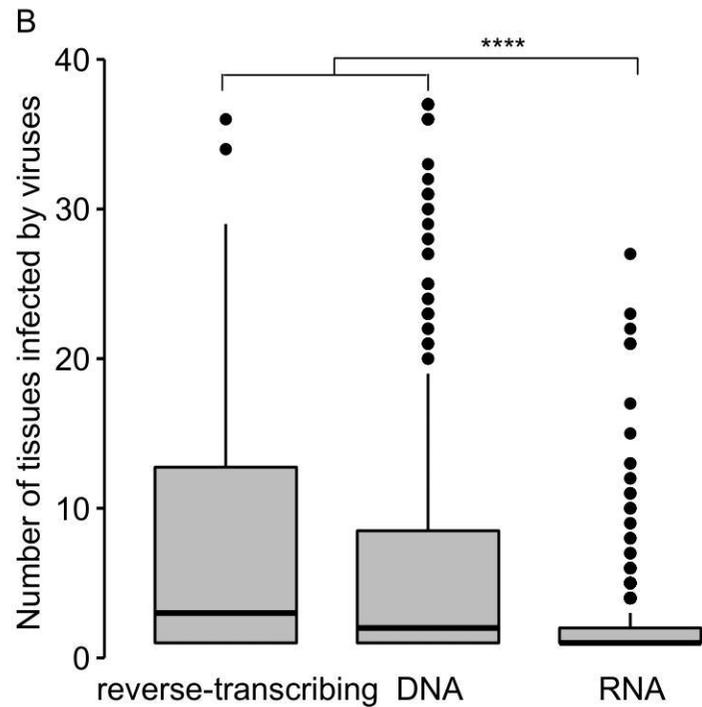 B
****
40
30
20
10
0
Number of tissues infected by viruses
reverse-transcribing DNA RNA